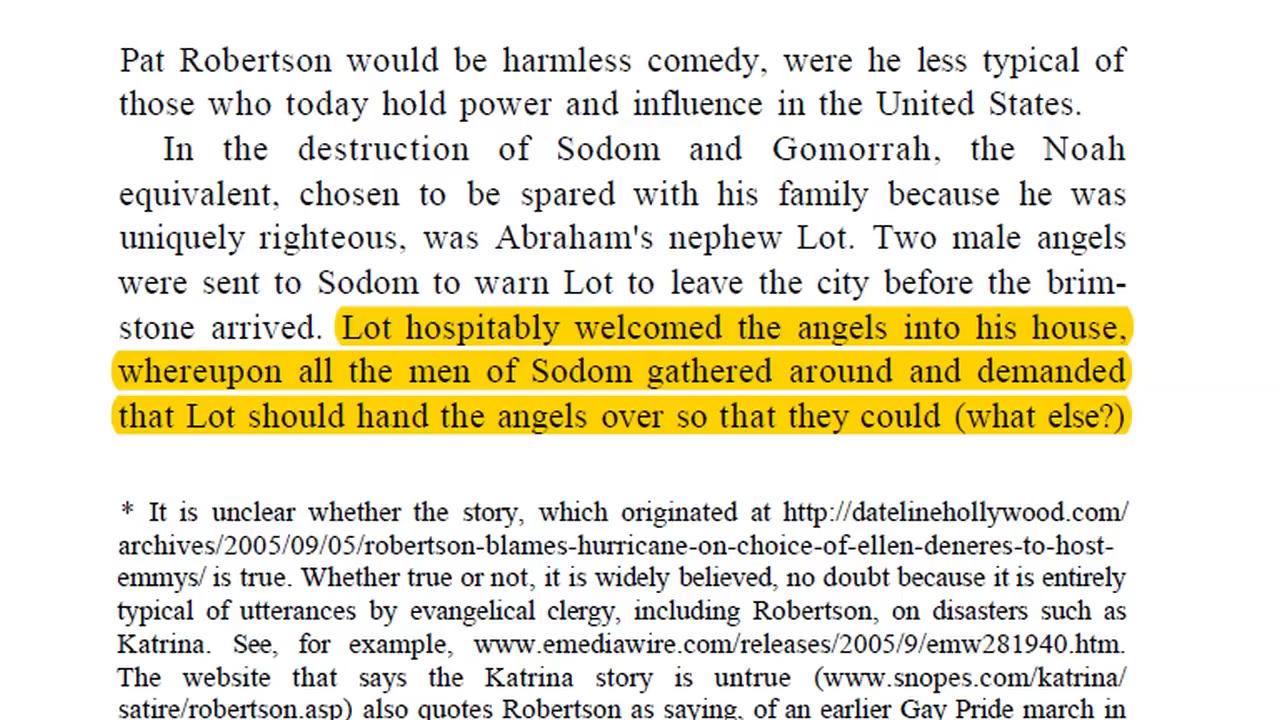 Pat Robertson would be harmless comedy, were he less typical of
those who today hold power and influence in the United States.
In the destruction of Sodom and Gomorrah, the Noah
equivalent, chosen to be spared with his family because he was
uniquely righteous, was Abraham's nephew Lot. Two male angels
were sent to Sodom to warn Lot to leave the city before the brim-
stone arrived. Lot hospitably welcomed the angels into his house,
whereupon all the men of Sodom gathered around and demanded
that Lot should hand the angels over so that they could (what else?)
* It is unclear whether the story, which originated at http://datelinehollywood.com/
archives/2005/09/05/robertson-blames-hurricane-on-choice-of-ellen-deneres-to-host-
emmys/ is true. Whether true or not, it is widely believed, no doubt because it is entirely
typical of utterances by evangelical clergy, including Robertson, on disasters such as
Katrina. See, for example, www.emediawire.com/releases/2005/9/emw281940.htm.
The website that says the Katrina story is untrue (www.snopes.com/katrina/
satire/robertson.asp) also quotes Robertson as saying, of an earlier Gay Pride march in